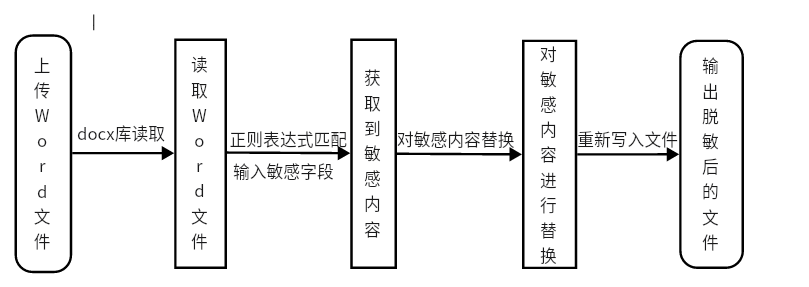 上传Word文件
docx库读取
读取Word文件
正则表达式匹配
输入敏感字段
获取到敏感内容
对敏感内容替换
对敏感内容进行替换
重新写入文件
输出脱敏后的文件